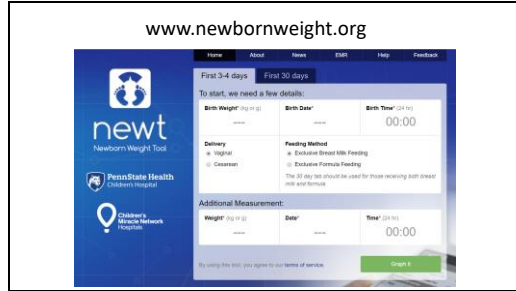 www.newbornweight.org
Home About News EMR Help Feedback
First 3-4 days First 30 days
To start, we need a few details:
Birth Weight* (kg or g) Birth Date* Birth Time* (24 hr)
--- --- 00:00
newt
Newborn Weight Tool
Delivery Feeding Method
Vaginal Exclusive Breast Milk Feeding
Cesarean Exclusive Formula Feeding
The 30 day tab should be used for those receiving both breast
milk and formula.
PennState Health
Children's Hospital
Additional Measurement:
Children's
Miracle Network
Hospitals
Weight* (kg or g) Date* Time* (24 hr)
--- --- 00:00
By using this tool, you agree to our terms of service. Graph it